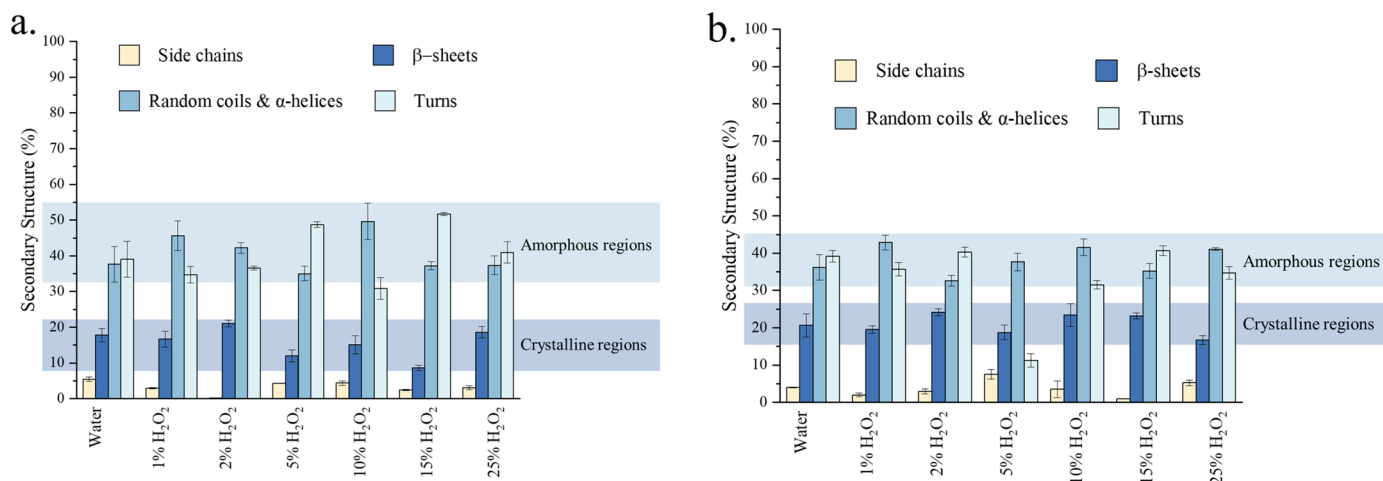 a.
100
90
80
70
60
50
40
30
20
10
0
Secondary Structure (%)
Side chains
β−sheets
Random coils & α-helices
Turns
Amorphous regions
Crystalline regions
Water
1% H₂O₂
2% H₂O₂
5% H₂O₂
10% H₂O₂
15% H₂O₂
25% H₂O₂
b.
100
90
80
70
60
50
40
30
20
10
0
Secondary Structure (%)
Side chains
β-sheets
Random coils & α-helices
Turns
Amorphous regions
Crystalline regions
Water
1% H₂O₂
2% H₂O₂
5% H₂O₂
10% H₂O₂
15% H₂O₂
25% H₂O₂